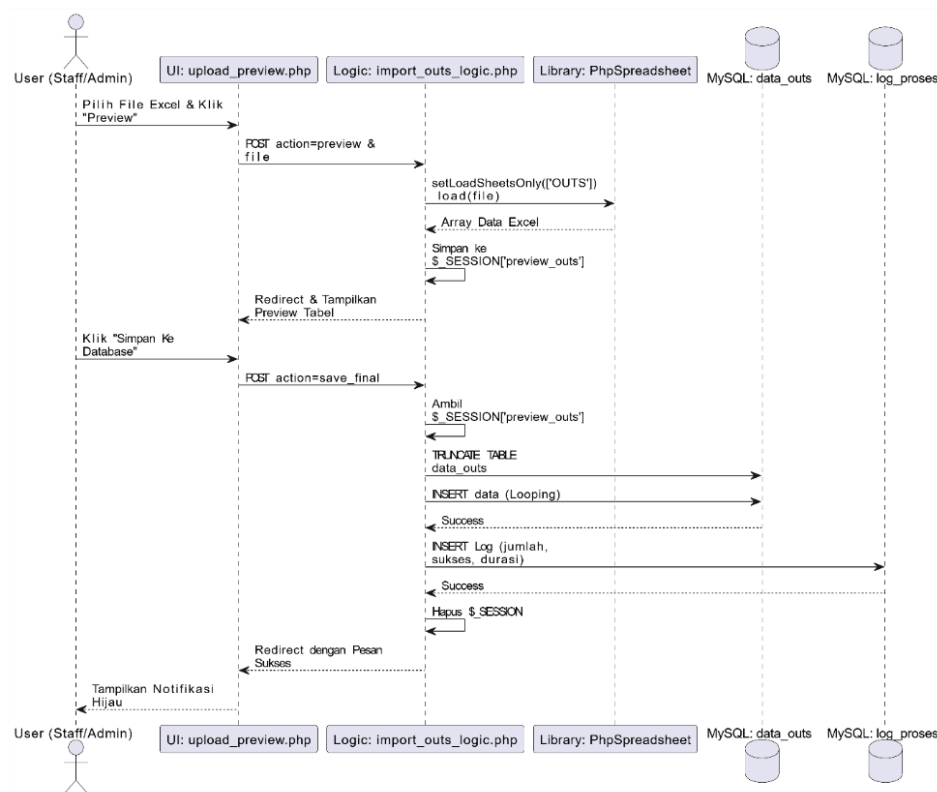 User (Staff/Admin)
UI: upload_preview.php
Logic: import_outs_logic.php
Library: PhpSpreadsheet
MySQL: data_outs
MySQL: log_proses
Pilih File Excel & Klik
"Preview"
POST action=preview &
file
setLoadSheetsOnly(['OUTS'])
load(file)
Array Data Excel
Simpan ke
$_SESSION['preview_outs']
Redirect & Tampilkan
Preview Tabel
Klik "Simpan Ke
Database"
POST action=save_final
Ambil
$_SESSION['preview_outs']
TRUNCATE TABLE
data_outs
INSERT data (Looping)
Success
INSERT Log (jumlah,
sukses, durasi)
Success
Hapus $_SESSION
Redirect dengan Pesan
Sukses
Tampilkan Notifikasi
Hijau
User (Staff/Admin)
UI: upload_preview.php
Logic: import_outs_logic.php
Library: PhpSpreadsheet
MySQL: data_outs
MySQL: log_proses